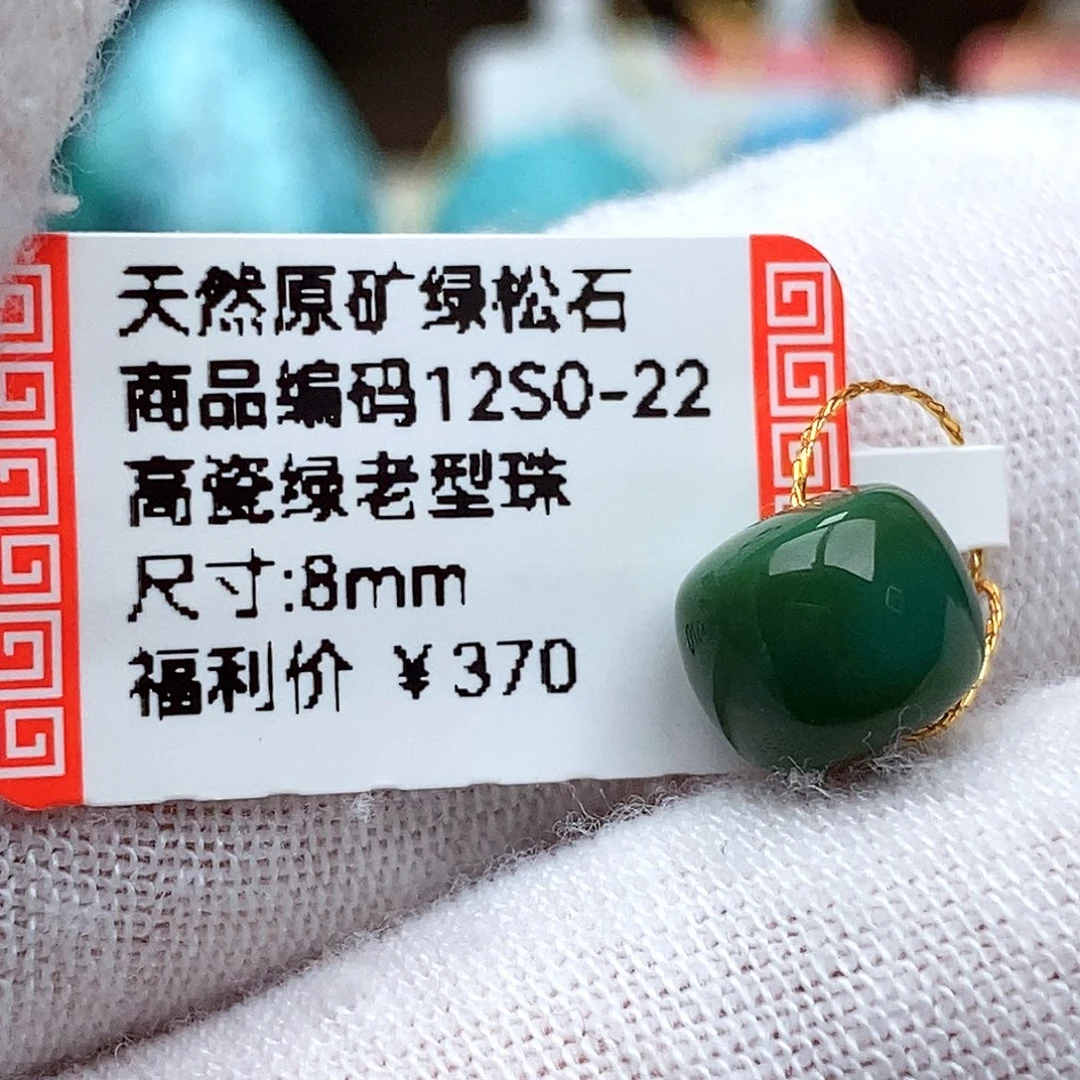 天然原矿绿松石
商品编码12S0-22
高瓷绿老型珠
尺寸:8mm
福利价 ¥370